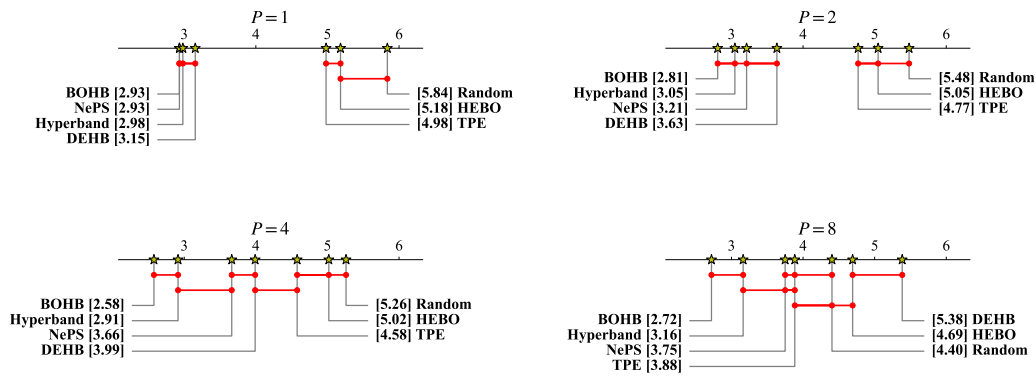 P = 1
3 4 5 6
BOHB [2.93]
NePS [2.93]
Hyperband [2.98]
DEHB [3.15]
[5.84] Random
[5.18] HEBO
[4.98] TPE
P = 2
3 4 5 6
BOHB [2.81]
Hyperband [3.05]
NePS [3.21]
DEHB [3.63]
[5.48] Random
[5.05] HEBO
[4.77] TPE
P = 4
3 4 5 6
BOHB [2.58]
Hyperband [2.91]
NePS [3.66]
DEHB [3.99]
[5.26] Random
[5.02] HEBO
[4.58] TPE
P = 8
3 4 5 6
BOHB [2.72]
Hyperband [3.16]
NePS [3.75]
TPE [3.88]
[5.38] DEHB
[4.69] HEBO
[4.40] Random